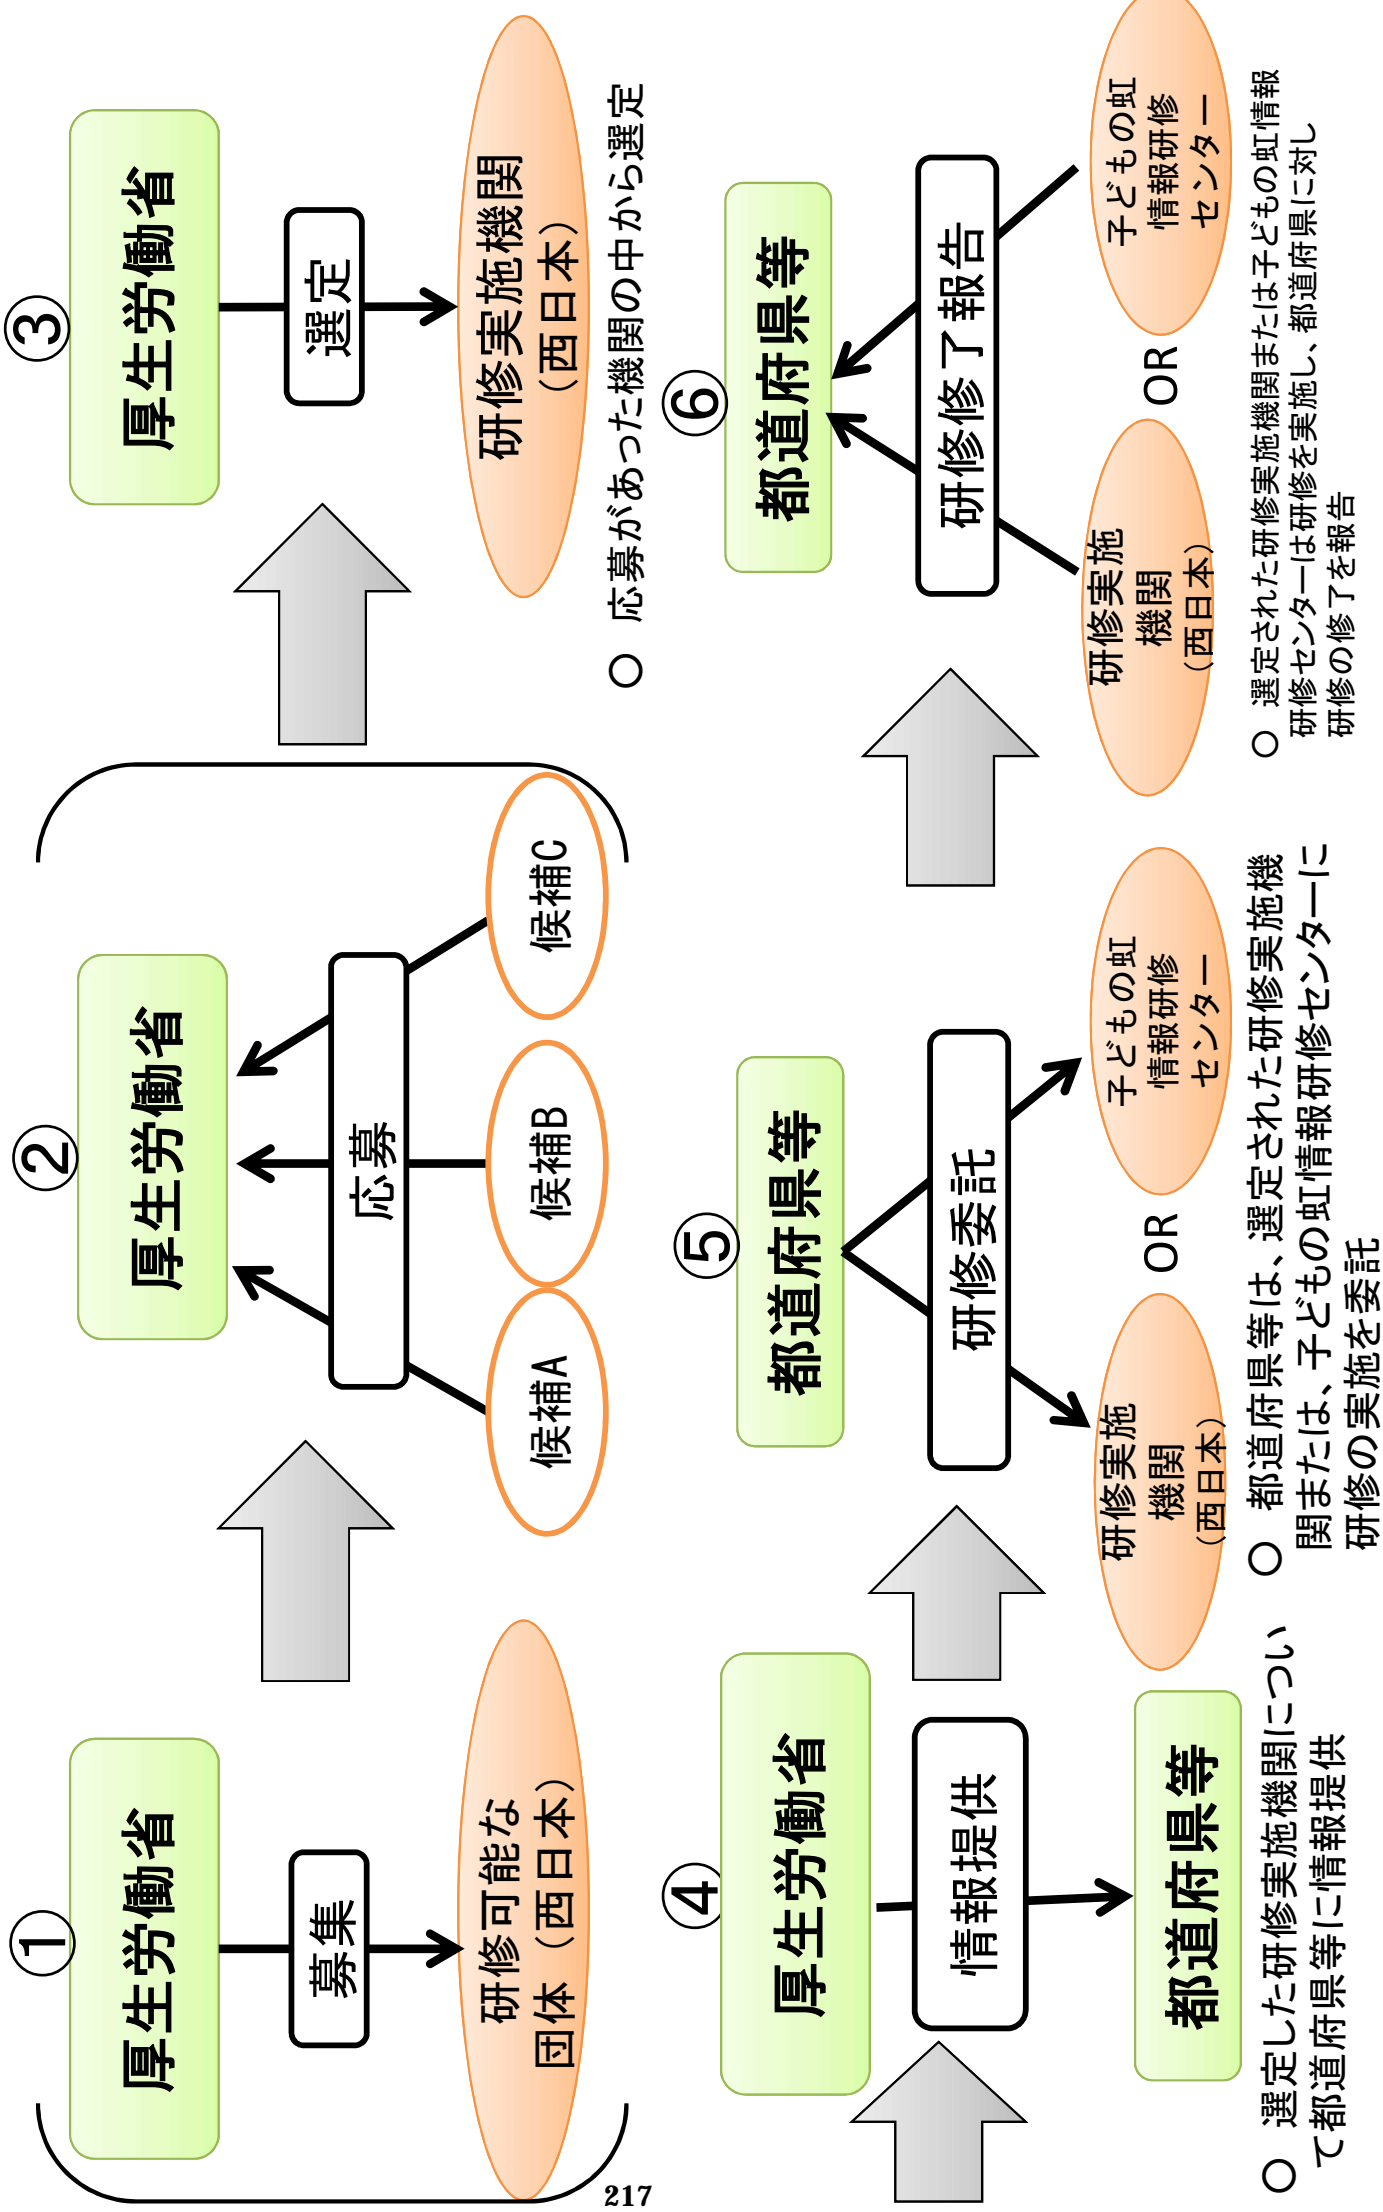 ①
厚生労働省
募集
研修可能な
団体（西日本）
②
厚生労働省
応募
候補A
候補B
候補C
③
厚生労働省
選定
研修実施機関
（西日本）
○ 応募があった機関の中から選定
④
厚生労働省
情報提供
都道府県等
○ 選定した研修実施機関につい
て都道府県等に情報提供
⑤
都道府県等
研修委託
研修実施
機関
（西日本）
OR
子どもの虹
情報研修
センター
○ 都道府県等は、選定された研修実施機
関または、子どもの虹情報研修センターに
研修の実施を委託
⑥
都道府県等
研修修了報告
研修実施
機関
（西日本）
OR
子どもの虹
情報研修
センター
○ 選定された研修実施機関または子どもの虹情報
研修センターは研修を実施し、都道府県に対し
研修の修了を報告
217